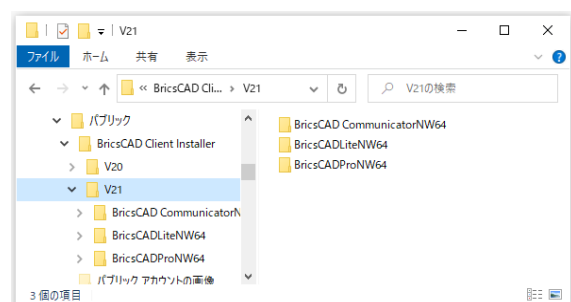 V21
ファイル ホーム 共有 表示
« BricsCAD Cli... › V21 V21の検索
パブリック
BricsCAD Client Installer
V20
V21
BricsCAD CommunicatorN
BricsCADLiteNW64
BricsCADProNW64
パブリック アカウントの画像
BricsCAD CommunicatorNW64
BricsCADLiteNW64
BricsCADProNW64
3 個の項目